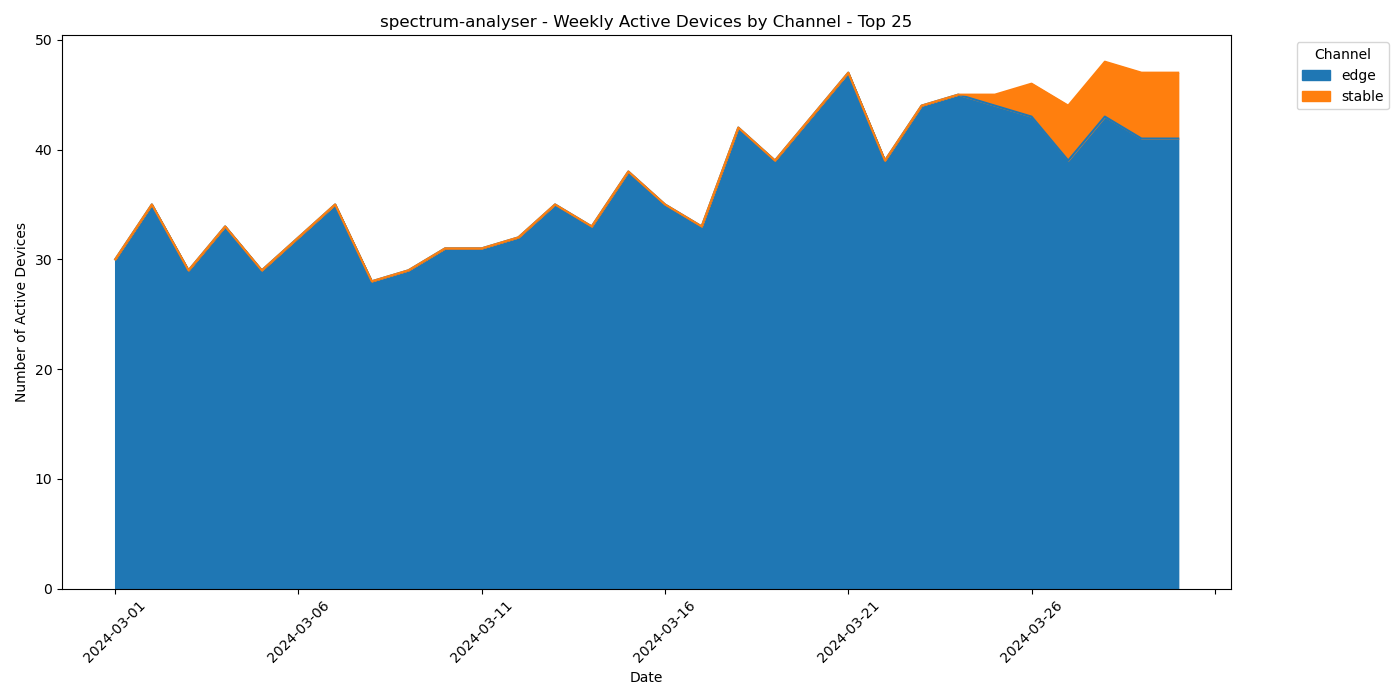 spectrum-analyser - Weekly Active Devices by Channel - Top 25
Channel
edge
stable
Number of Active Devices
50
40
30
20
10
0
2024-03-01
2024-03-06
2024-03-11
2024-03-16
2024-03-21
2024-03-26
Date